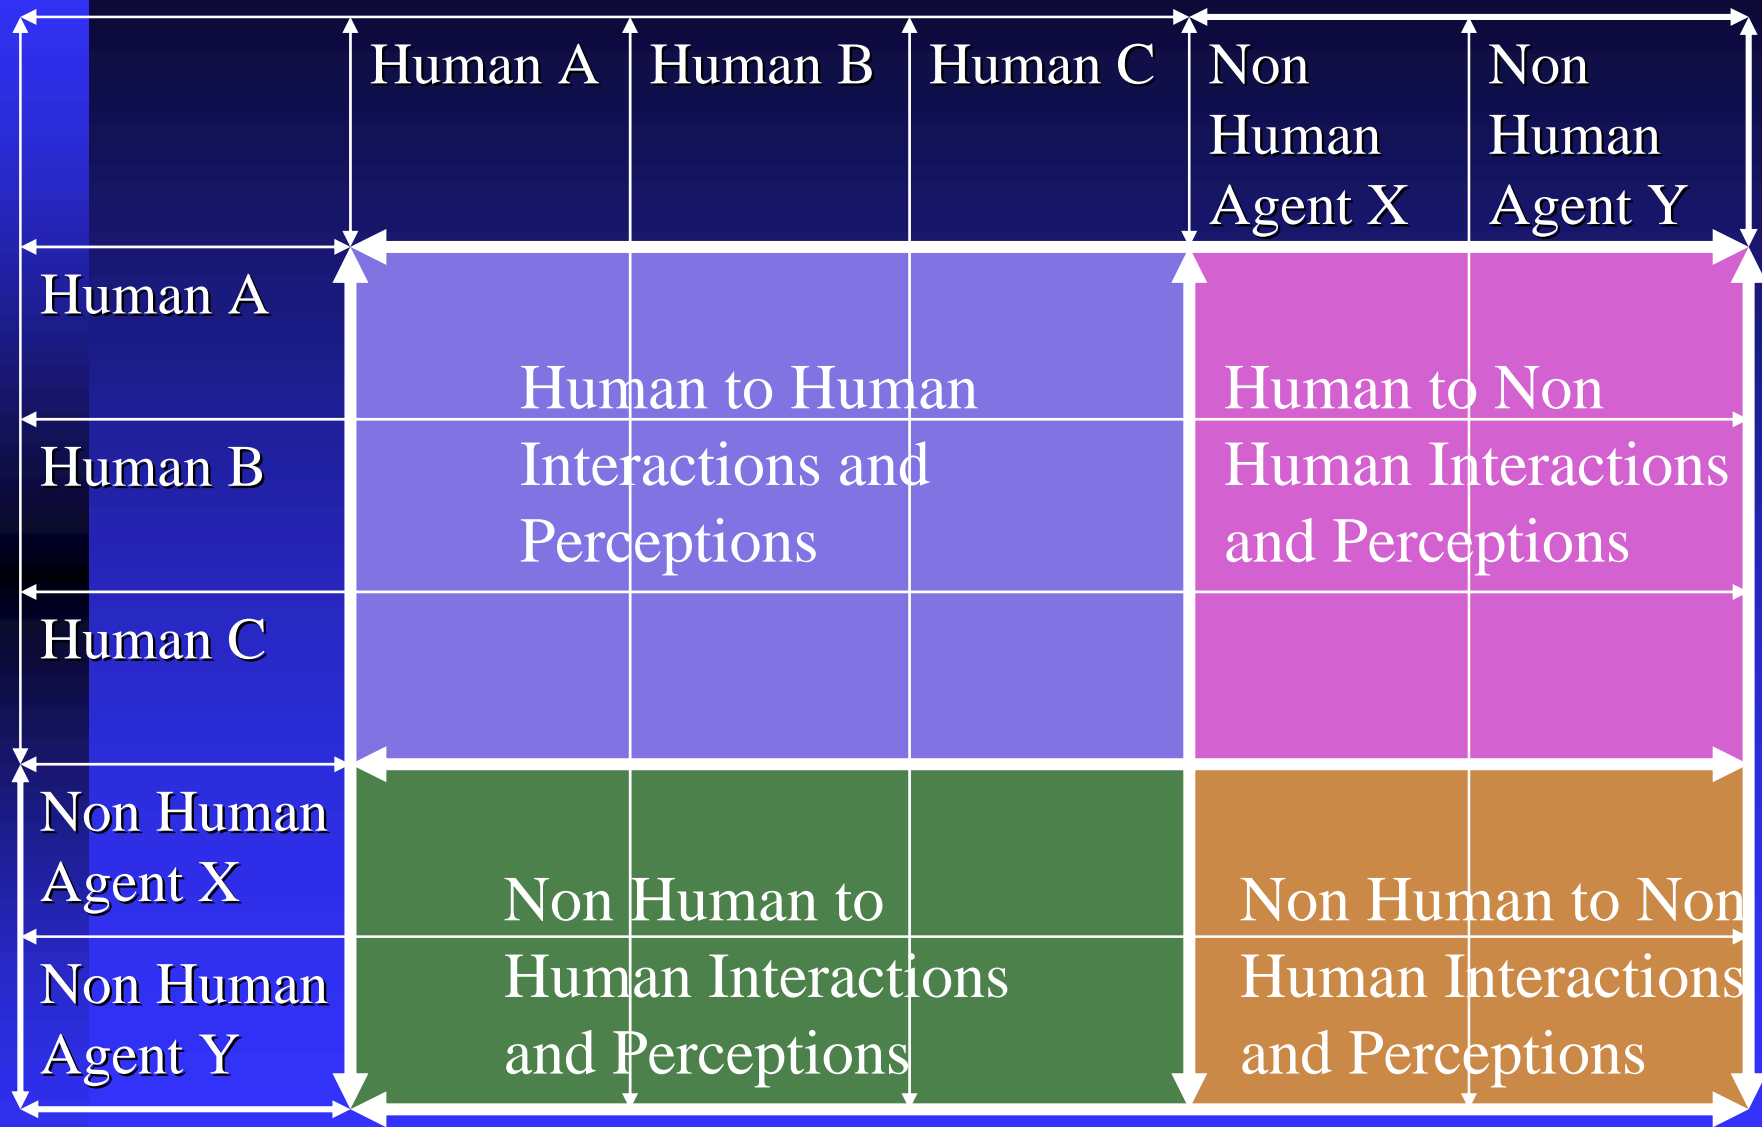 Human A
Human B
Human C
Non
Human
Agent X
Non
Human
Agent Y
Human A
Human B
Human C
Non Human
Agent X
Non Human
Agent Y
Human to Human
Interactions and
Perceptions
Human to Non
Human Interactions
and Perceptions
Non Human to
Human Interactions
and Perceptions
Non Human to Non
Human Interactions
and Perceptions